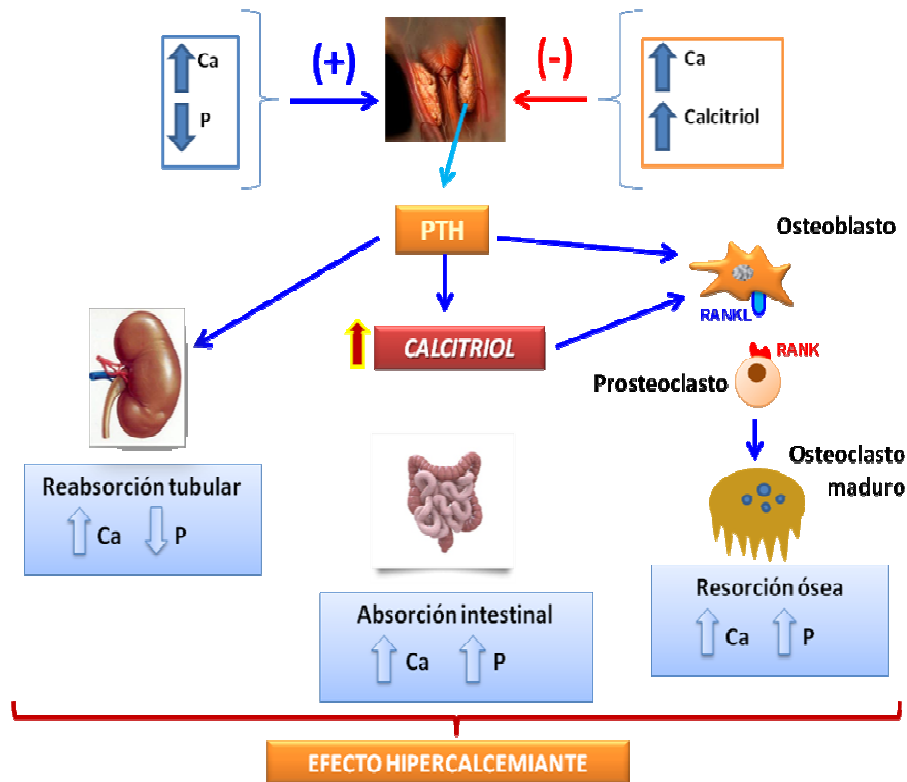 Ca
P
(+)
(-)
Ca
Calcitriol
PTH
Osteoblasto
RANKL
CALCITRIOL
RANK
Prosteoclasto
Osteoclasto
maduro
Reabsorción tubular
Ca P
Resorción ósea
Ca P
Absorción intestinal
Ca P
EFECTO HIPERCALCEMIANTE